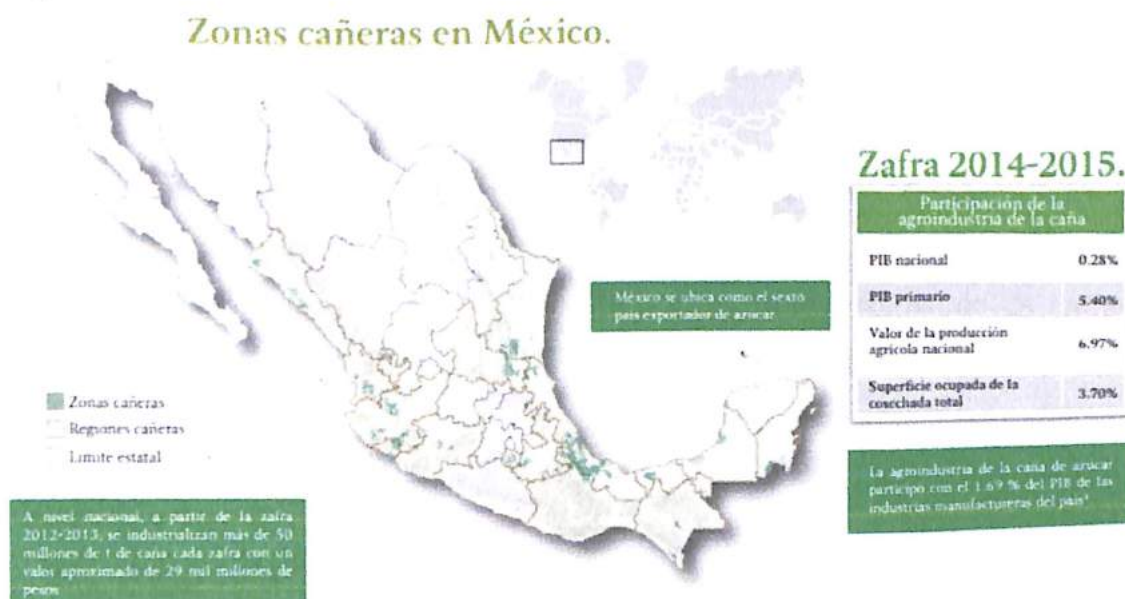 Zonas cañeras en México.
Zafra 2014-2015.
Participación de la
agroindustria de la caña
PIB nacional 0.28%
PIB primario 5.40%
Valor de la producción
agrícola nacional 6.97%
Superficie ocupada de la
cosechada total 3.70%
México se ubica como el sexto
país exportador de azúcar
Zonas cañeras
Regiones cañeras
Limite estatal
La agroindustria de la caña de azúcar
participo con el 1.69 % del PIB de las
industrias manufactureras del país¹
A nivel nacional, a partir de la zafra
2012-2013, se industrializan más de 50
millones de t de caña cada zafra con un
valor aproximado de 29 mil millones de
pesos